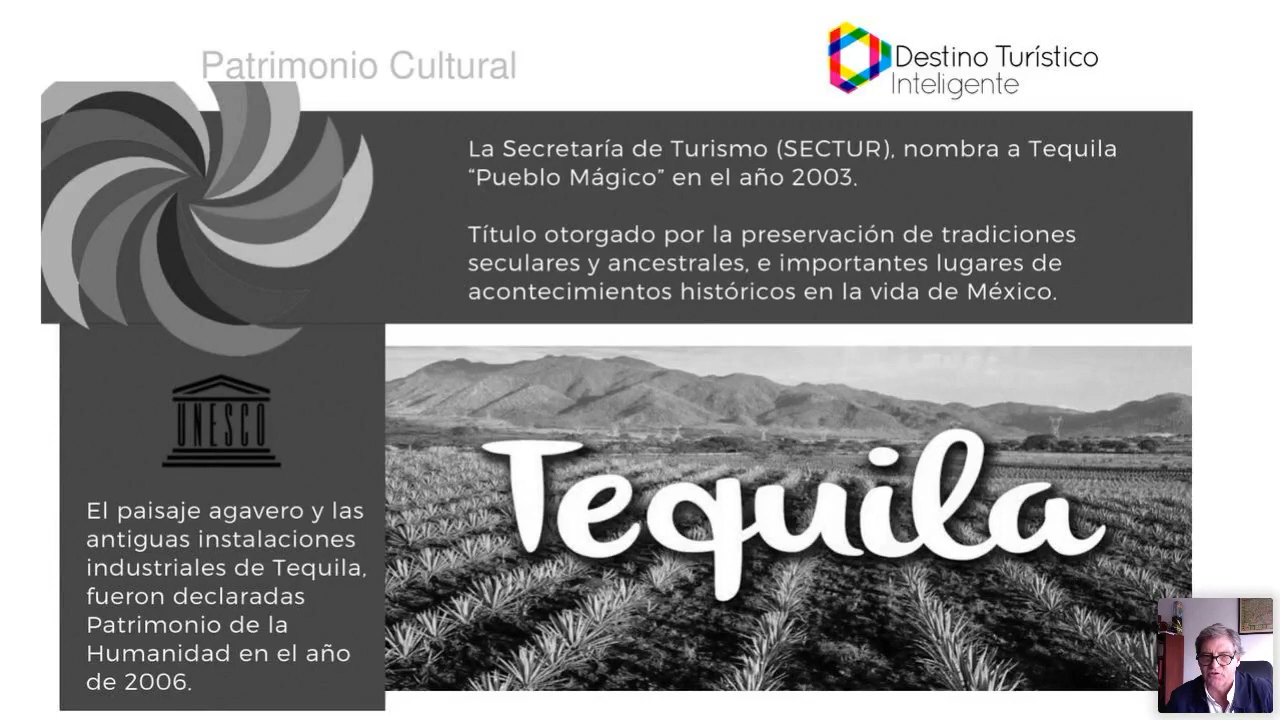 Patrimonio Cultural
Destino Turístico
Inteligente
La Secretaría de Turismo (SECTUR), nombra a Tequila
“Pueblo Mágico” en el año 2003.
Título otorgado por la preservación de tradiciones
seculares y ancestrales, e importantes lugares de
acontecimientos históricos en la vida de México.
UNESCO
El paisaje agavero y las
antiguas instalaciones
industriales de Tequila,
fueron declaradas
Patrimonio de la
Humanidad en el año
de 2006.
Tequila